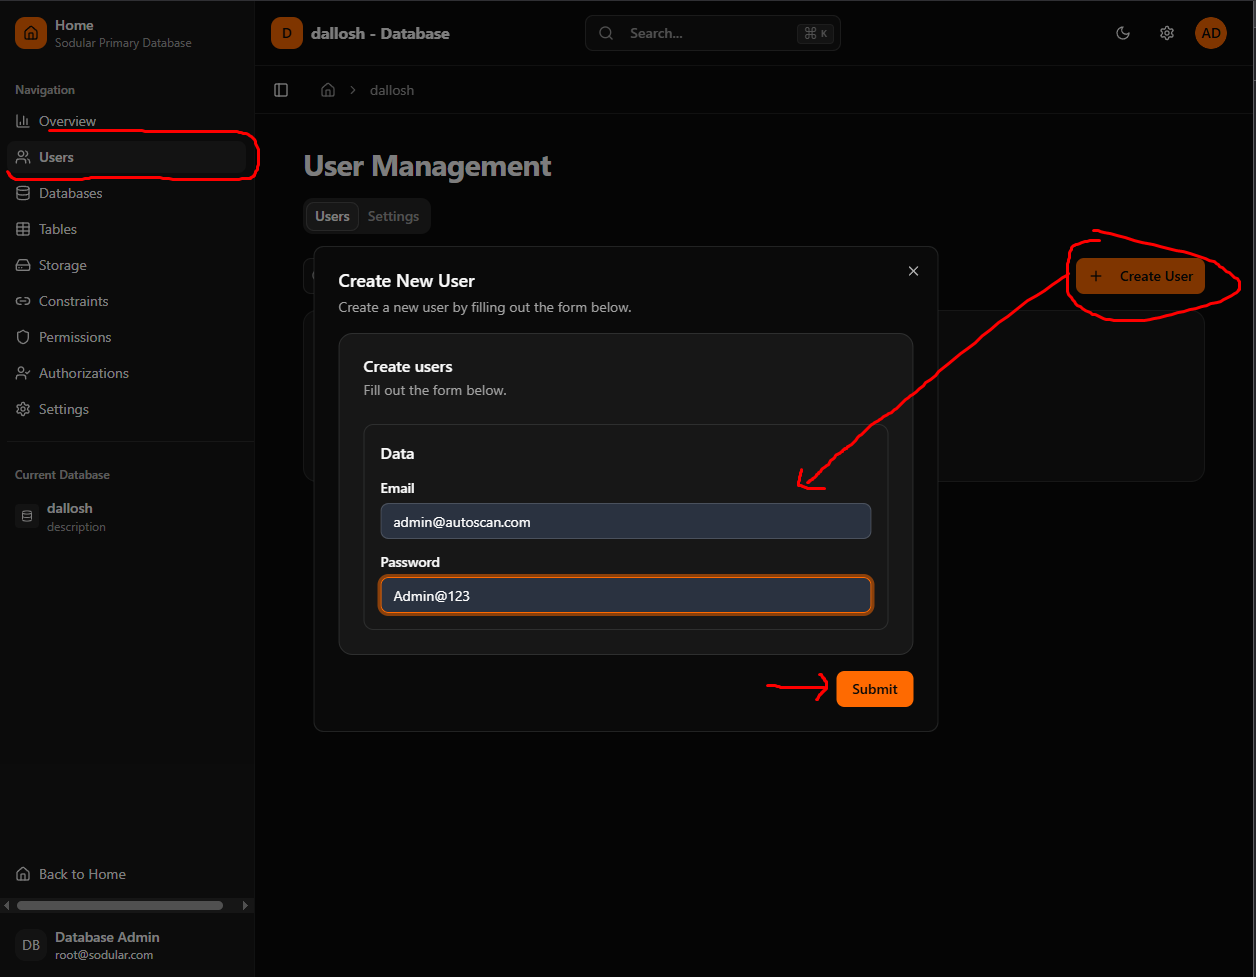 Home
Sodular Primary Database
Navigation
Overview
Users
Databases
Tables
Storage
Constraints
Permissions
Authorizations
Settings
Current Database
dallosh
description
Back to Home
DB
Database Admin
root@sodular.com
D
dallosh - Database
Search...
⌘ K
AD
dallosh
User Management
Users
Settings
Create User
Create New User
Create a new user by filling out the form below.
Create users
Fill out the form below.
Data
Email
admin@autoscan.com
Password
Admin@123
Submit